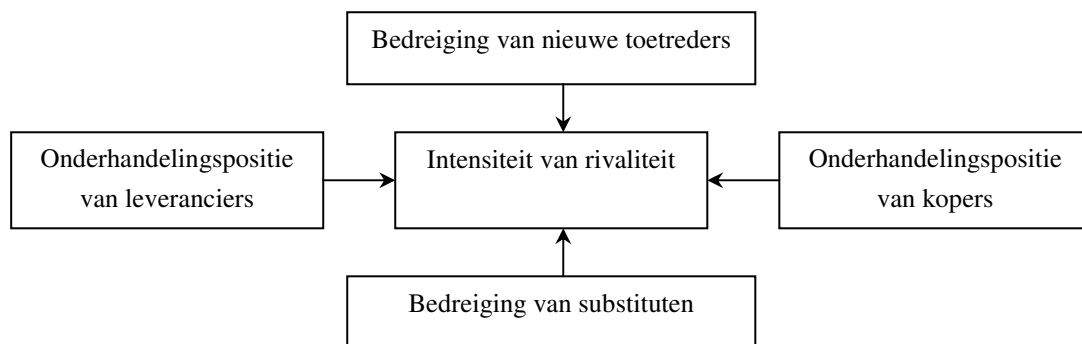 Bedreiging van nieuwe toetreders
Onderhandelingspositie
van leveranciers
Intensiteit van rivaliteit
Onderhandelingspositie
van kopers
Bedreiging van substituten